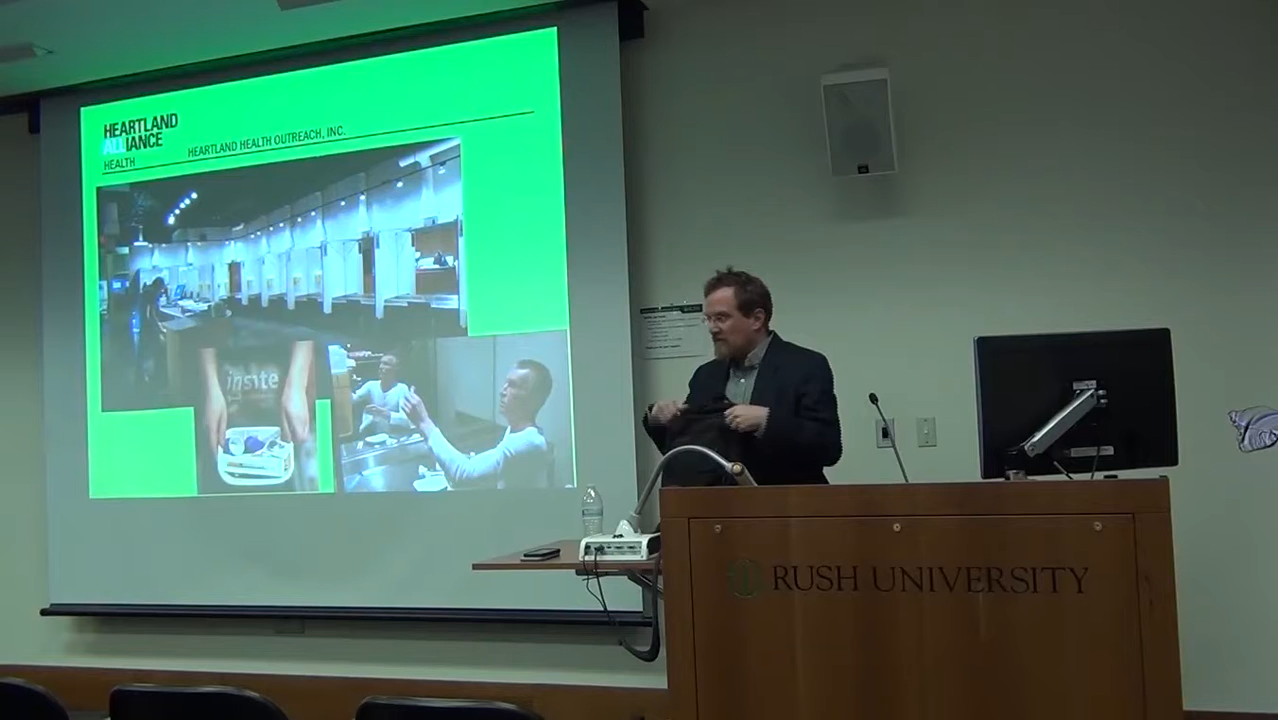 HEARTLAND
ALLIANCE
HEALTH
HEARTLAND HEALTH OUTREACH, INC.
insite
RUSH UNIVERSITY